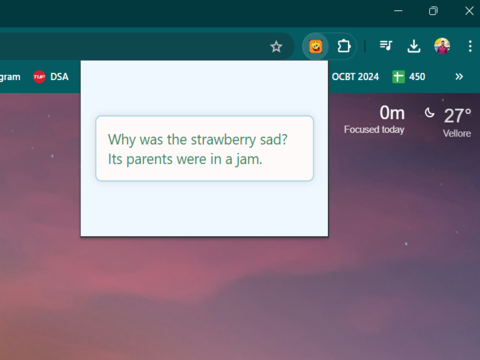 gram
TUF DSA
OCBT 2024
450
»
0m
Focused today
27°
Vellore
Why was the strawberry sad?
Its parents were in a jam.